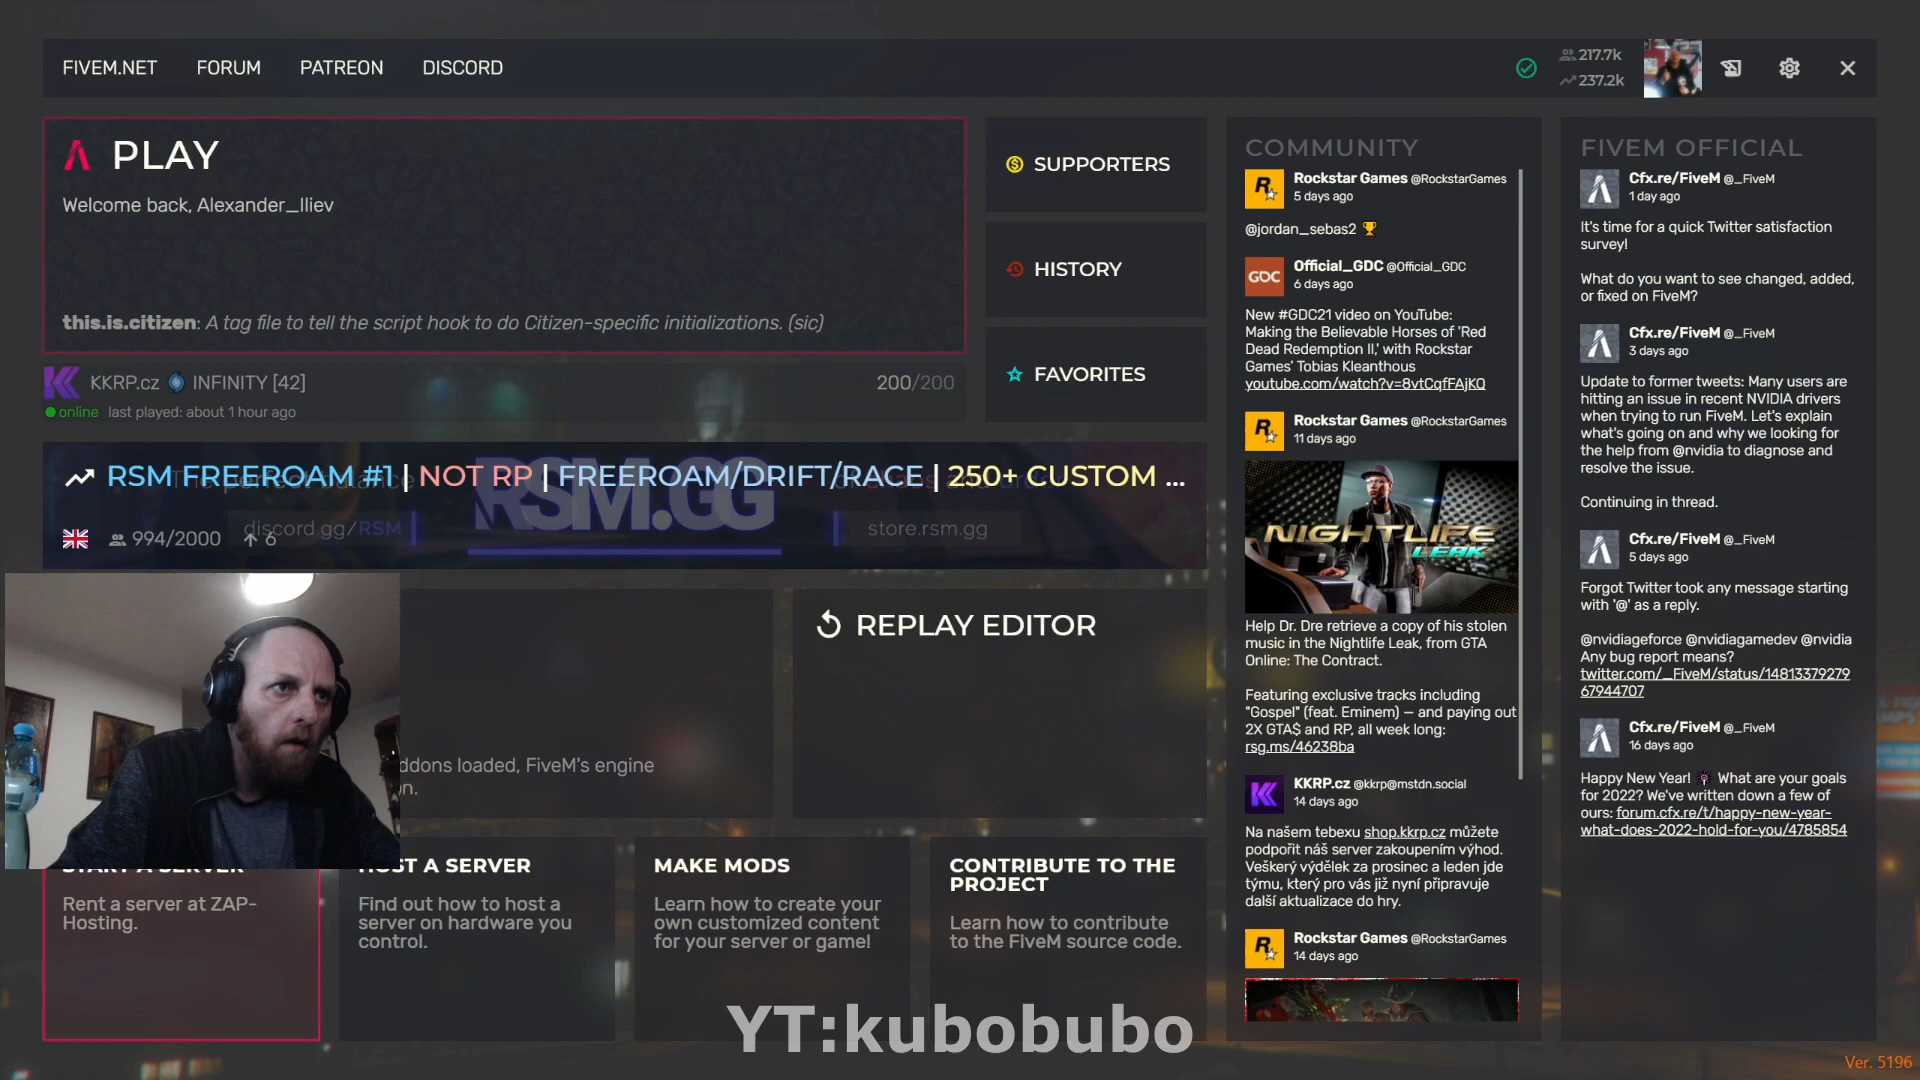 FIVEM.NET FORUM PATREON DISCORD
217.7k
237.2k
PLAY
Welcome back, Alexander_Iliev
this.is.citizen: A tag file to tell the script hook to do Citizen-specific initializations. (sic)
KKRP.cz INFINITY [42] 200/200
online last played: about 1 hour ago
SUPPORTERS
HISTORY
FAVORITES
RSM FREEROAM #1 | NOT RP | FREEROAM/DRIFT/RACE | 250+ CUSTOM ...
RSM.GG
994/2000 6
discord.gg/RSM
store.rsm.gg
REPLAY EDITOR
ddons loaded, FiveM's engine
on.
START A SERVER
Rent a server at ZAP-
Hosting.
HOST A SERVER
Find out how to host a
server on hardware you
control.
MAKE MODS
Learn how to create your
own customized content
for your server or game!
CONTRIBUTE TO THE
PROJECT
Learn how to contribute
to the FiveM source code.
COMMUNITY
Rockstar Games @RockstarGames
5 days ago
@jordan_sebas2 🏆
GDC
Official_GDC @Official_GDC
6 days ago
New #GDC21 video on YouTube:
Making the Believable Horses of 'Red
Dead Redemption II,' with Rockstar
Games' Tobias Kleanthous
youtube.com/watch?v=8vtCqfFAjKQ
Rockstar Games @RockstarGames
11 days ago
NIGHTLIFE
LEAK
Help Dr. Dre retrieve a copy of his stolen
music in the Nightlife Leak, from GTA
Online: The Contract.
Featuring exclusive tracks including
"Gospel" (feat. Eminem) — and paying out
2X GTA$ and RP, all week long:
rsg.ms/46238ba
KKRP.cz @kkrp@mstdn.social
14 days ago
Na našem tebexu shop.kkrp.cz můžete
podpořit náš server zakoupením výhod.
Veškerý výdělek za prosinec a leden jde
týmu, který pro vás již nyní připravuje
další aktualizace do hry.
Rockstar Games @RockstarGames
14 days ago
FIVEM OFFICIAL
Cfx.re/FiveM @_FiveM
1 day ago
It's time for a quick Twitter satisfaction
survey!
What do you want to see changed, added,
or fixed on FiveM?
Cfx.re/FiveM @_FiveM
3 days ago
Update to former tweets: Many users are
hitting an issue in recent NVIDIA drivers
when trying to run FiveM. Let's explain
what's going on and why we looking for
the help from @nvidia to diagnose and
resolve the issue.
Continuing in thread.
Cfx.re/FiveM @_FiveM
5 days ago
Forgot Twitter took any message starting
with '@' as a reply.
@nvidiageforce @nvidiagamedev @nvidia
Any bug report means?
twitter.com/_FiveM/status/14813379279
67944707
Cfx.re/FiveM @_FiveM
16 days ago
Happy New Year! What are your goals
for 2022? We've written down a few of
ours: forum.cfx.re/t/happy-new-year-
what-does-2022-hold-for-you/4785854
YT:kubobubo
Ver. 5196